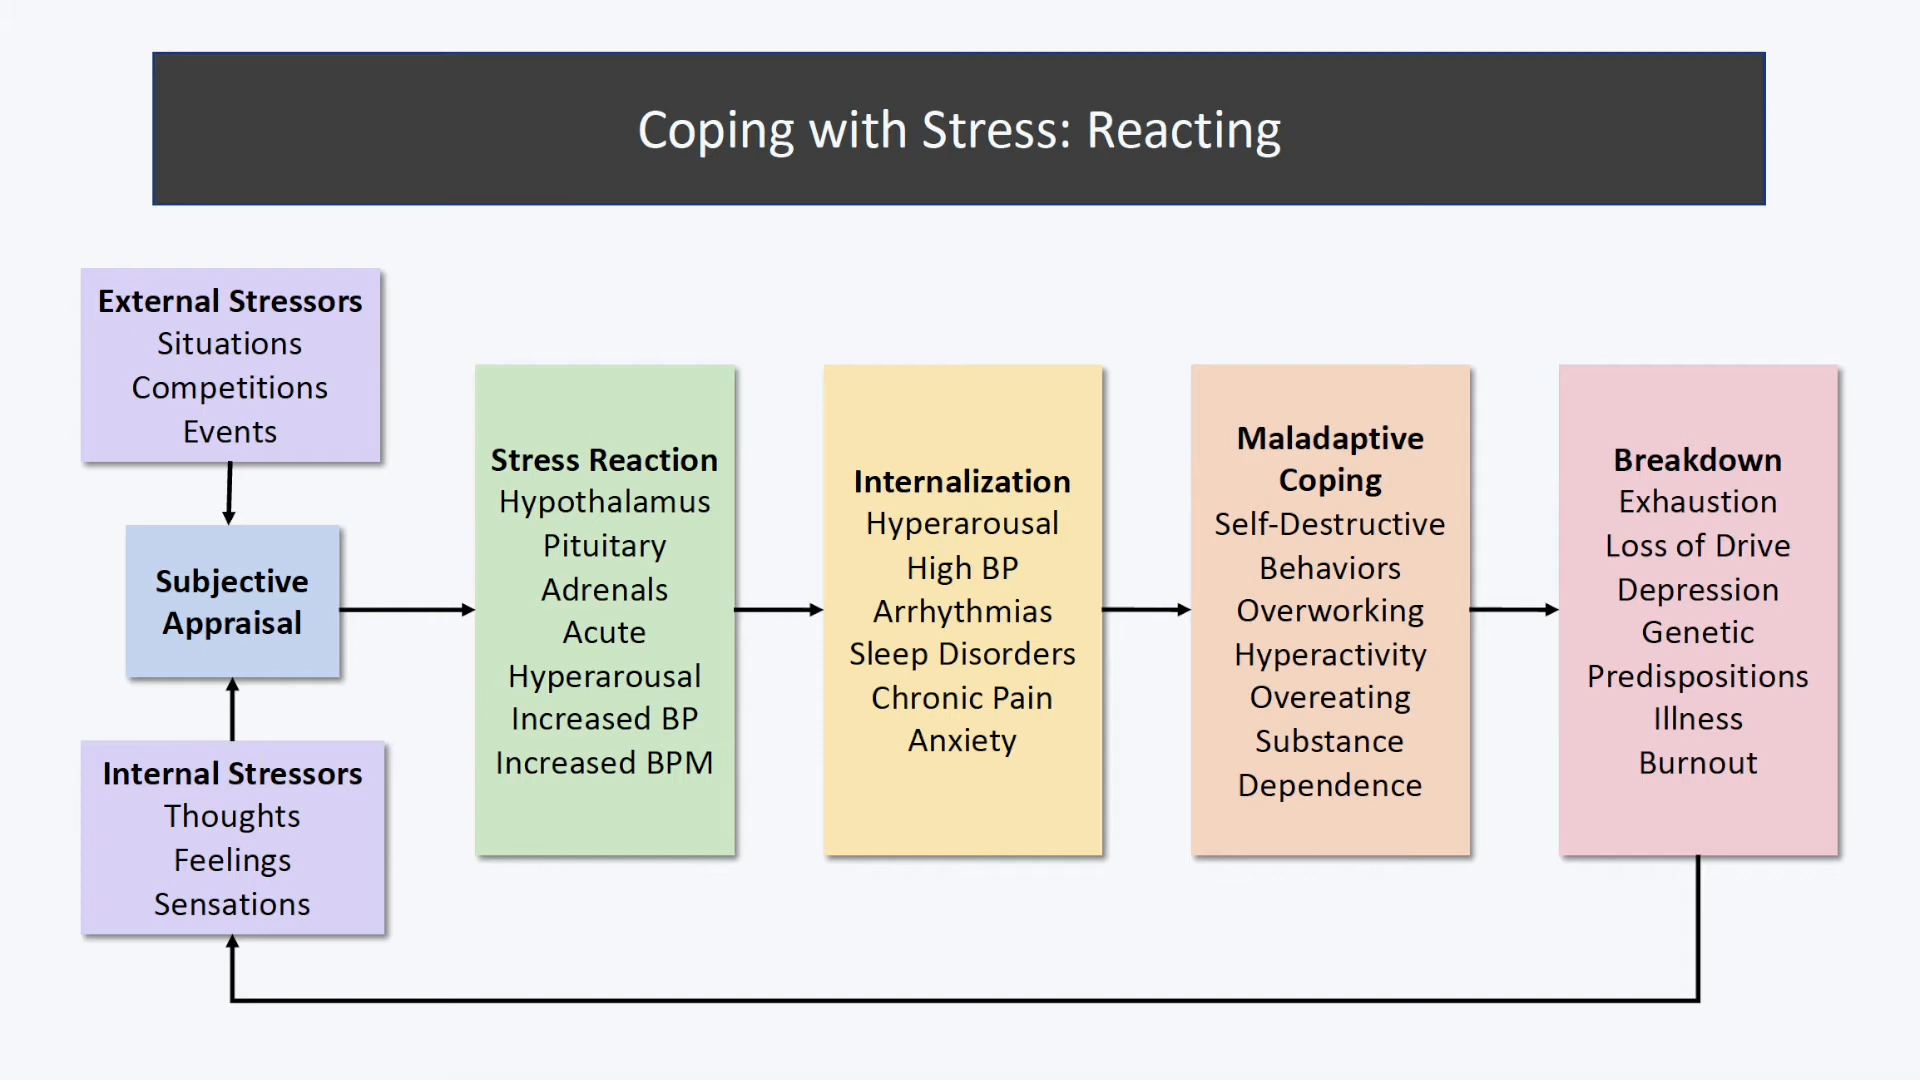 Coping with Stress: Reacting
External Stressors
Situations
Competitions
Events
Subjective
Appraisal
Internal Stressors
Thoughts
Feelings
Sensations
Stress Reaction
Hypothalamus
Pituitary
Adrenals
Acute
Hyperarousal
Increased BP
Increased BPM
Internalization
Hyperarousal
High BP
Arrhythmias
Sleep Disorders
Chronic Pain
Anxiety
Maladaptive
Coping
Self-Destructive
Behaviors
Overworking
Hyperactivity
Overeating
Substance
Dependence
Breakdown
Exhaustion
Loss of Drive
Depression
Genetic
Predispositions
Illness
Burnout